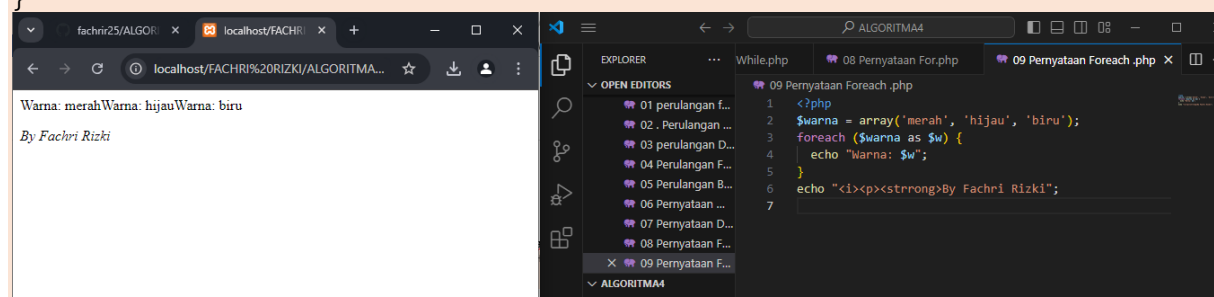 }
fachrir25/ALGORI
localhost/FACHRI
localhost/FACHRI%20RIZKI/ALGORITMA...
Warna: merahWarna: hijauWarna: biru
By Fachri Rizki
ALGORITMA4
EXPLORER
OPEN EDITORS
01 perulangan f...
02 . Perulangan ...
03 perulangan D...
04 Perulangan F...
05 Perulangan B...
06 Pernyataan ...
07 Pernyataan D...
08 Pernyataan F...
09 Pernyataan F...
ALGORITMA4
While.php
08 Pernyataan For.php
09 Pernyataan Foreach .php
09 Pernyataan Foreach .php
1 <?php
2 $warna = array('merah', 'hijau', 'biru');
3 foreach ($warna as $w) {
4 echo "Warna: $w";
5 }
6 echo "<i><p><strrong>By Fachri Rizki";
7